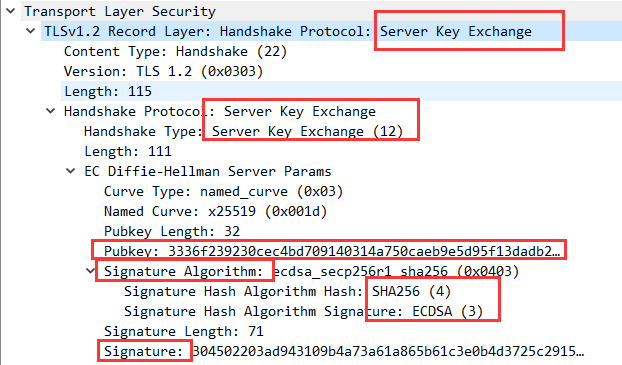 Transport Layer Security
TLSv1.2 Record Layer: Handshake Protocol: Server Key Exchange
Content Type: Handshake (22)
Version: TLS 1.2 (0x0303)
Length: 115
Handshake Protocol: Server Key Exchange
Handshake Type: Server Key Exchange (12)
Length: 111
EC Diffie-Hellman Server Params
Curve Type: named_curve (0x03)
Named Curve: x25519 (0x001d)
Pubkey Length: 32
Pubkey: 3336f239230cec4bd709140314a750caeb9e5d95f13dadb2…
Signature Algorithm: ecdsa_secp256r1_sha256 (0x0403)
Signature Hash Algorithm Hash: SHA256 (4)
Signature Hash Algorithm Signature: ECDSA (3)
Signature Length: 71
Signature: 304502203ad943109b4a73a61a865b61c3e0b4d3725c2915…